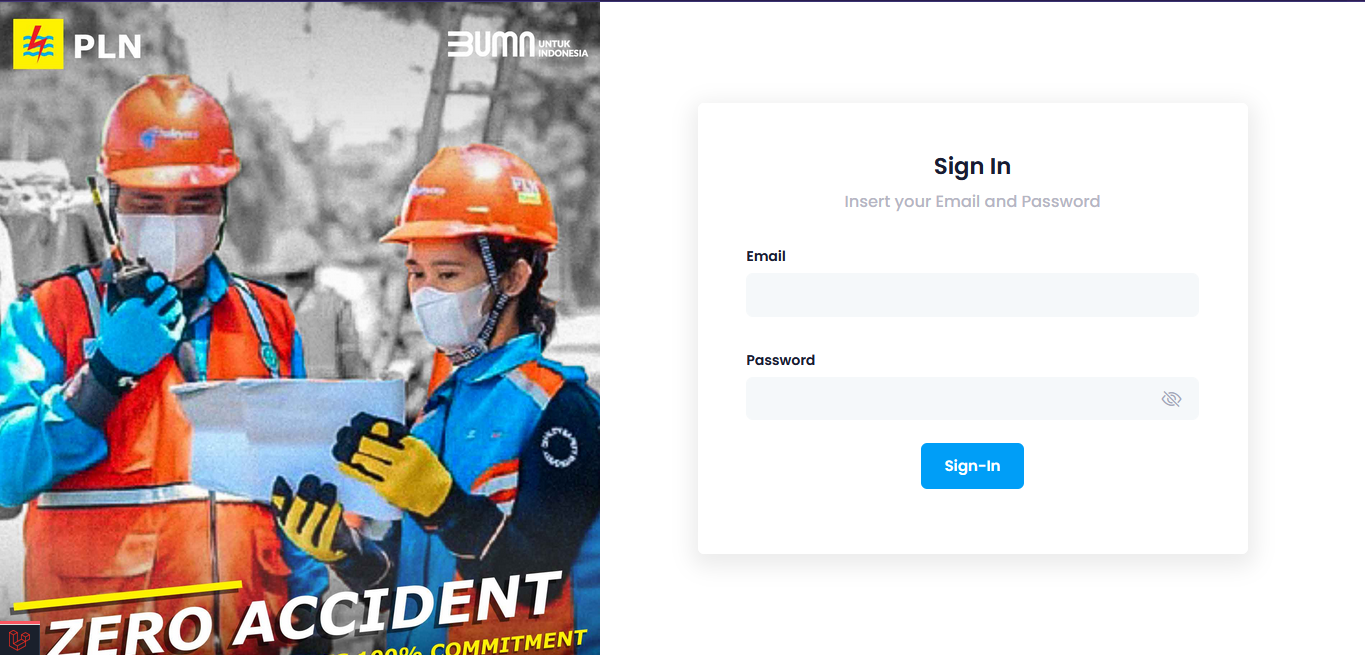 PLN
BUMN UNTUK
INDONESIA
Sign In
Insert your Email and Password
Email
Password
Sign-In
PLN
ZERO ACCIDENT
100% COMMITMENT